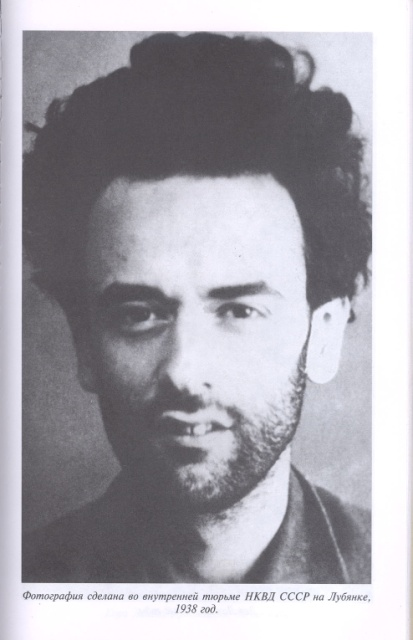 Фотография сделана во внутренней тюрьме НКВД СССР на Лубянке,
1938 год.